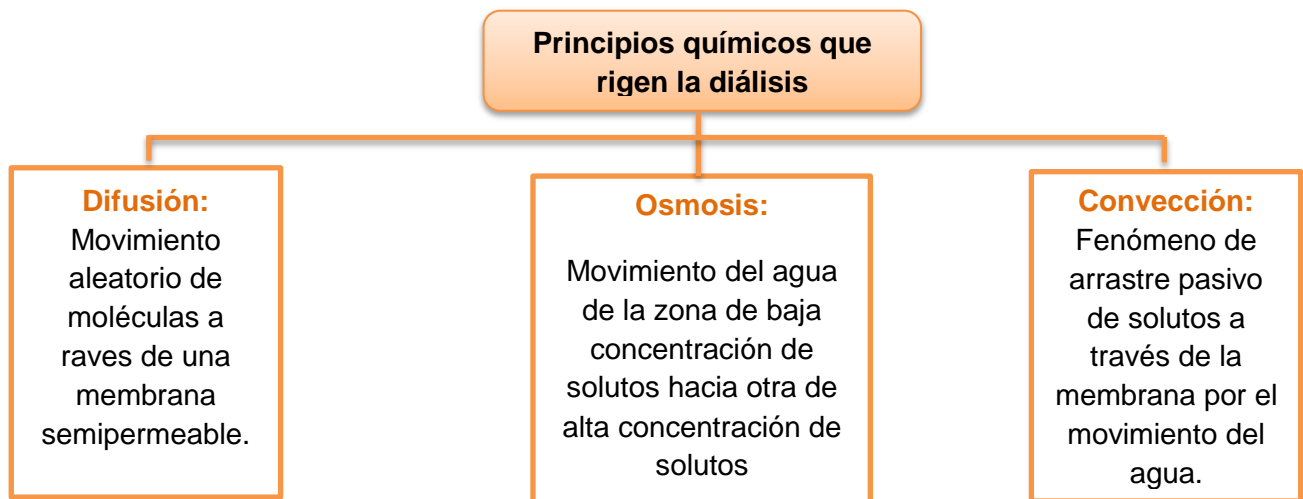 Principios químicos que
rigen la diálisis
Difusión:
Movimiento
aleatorio de
moléculas a
raves de una
membrana
semipermeable.
Osmosis:
Movimiento del agua
de la zona de baja
concentración de
solutos hacia otra de
alta concentración de
solutos
Convección:
Fenómeno de
arrastre pasivo
de solutos a
través de la
membrana por el
movimiento del
agua.